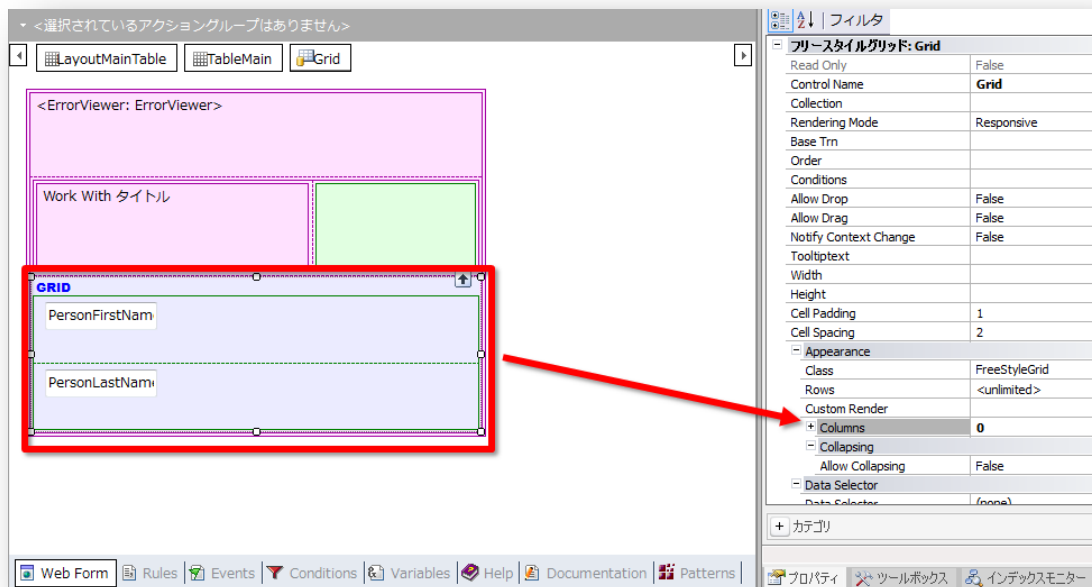 <選択されているアクショングループはありません>
LayoutMainTable TableMain Grid
<ErrorViewer: ErrorViewer>
Work With タイトル
GRID
PersonFirstNam
PersonLastName
Web Form Rules Events Conditions Variables Help Documentation Patterns
フィルタ
フリースタイルグリッド: Grid
Read Only False
Control Name Grid
Collection
Rendering Mode Responsive
Base Trn
Order
Conditions
Allow Drop False
Allow Drag False
Notify Context Change False
Tooltiptext
Width
Height
Cell Padding 1
Cell Spacing 2
Appearance
Class FreeStyleGrid
Rows <unlimited>
Custom Render
Columns 0
Collapsing
Allow Collapsing False
Data Selector
Data Selector (none)
カテゴリ
プロパティ ツールボックス インデックスモニター